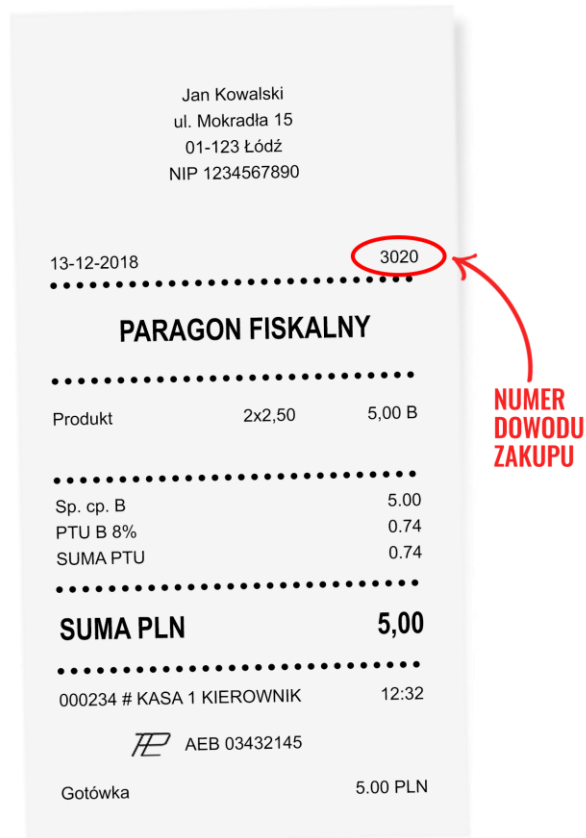 Jan Kowalski
ul. Mokradła 15
01-123 Łódź
NIP 1234567890
13-12-2018 3020
PARAGON FISKALNY
Produkt 2x2,50 5,00 B
Sp. cp. B 5.00
PTU B 8% 0.74
SUMA PTU 0.74
SUMA PLN 5,00
000234 # KASA 1 KIEROWNIK 12:32
AEB 03432145
Gotówka 5.00 PLN
NUMER
DOWODU
ZAKUPU